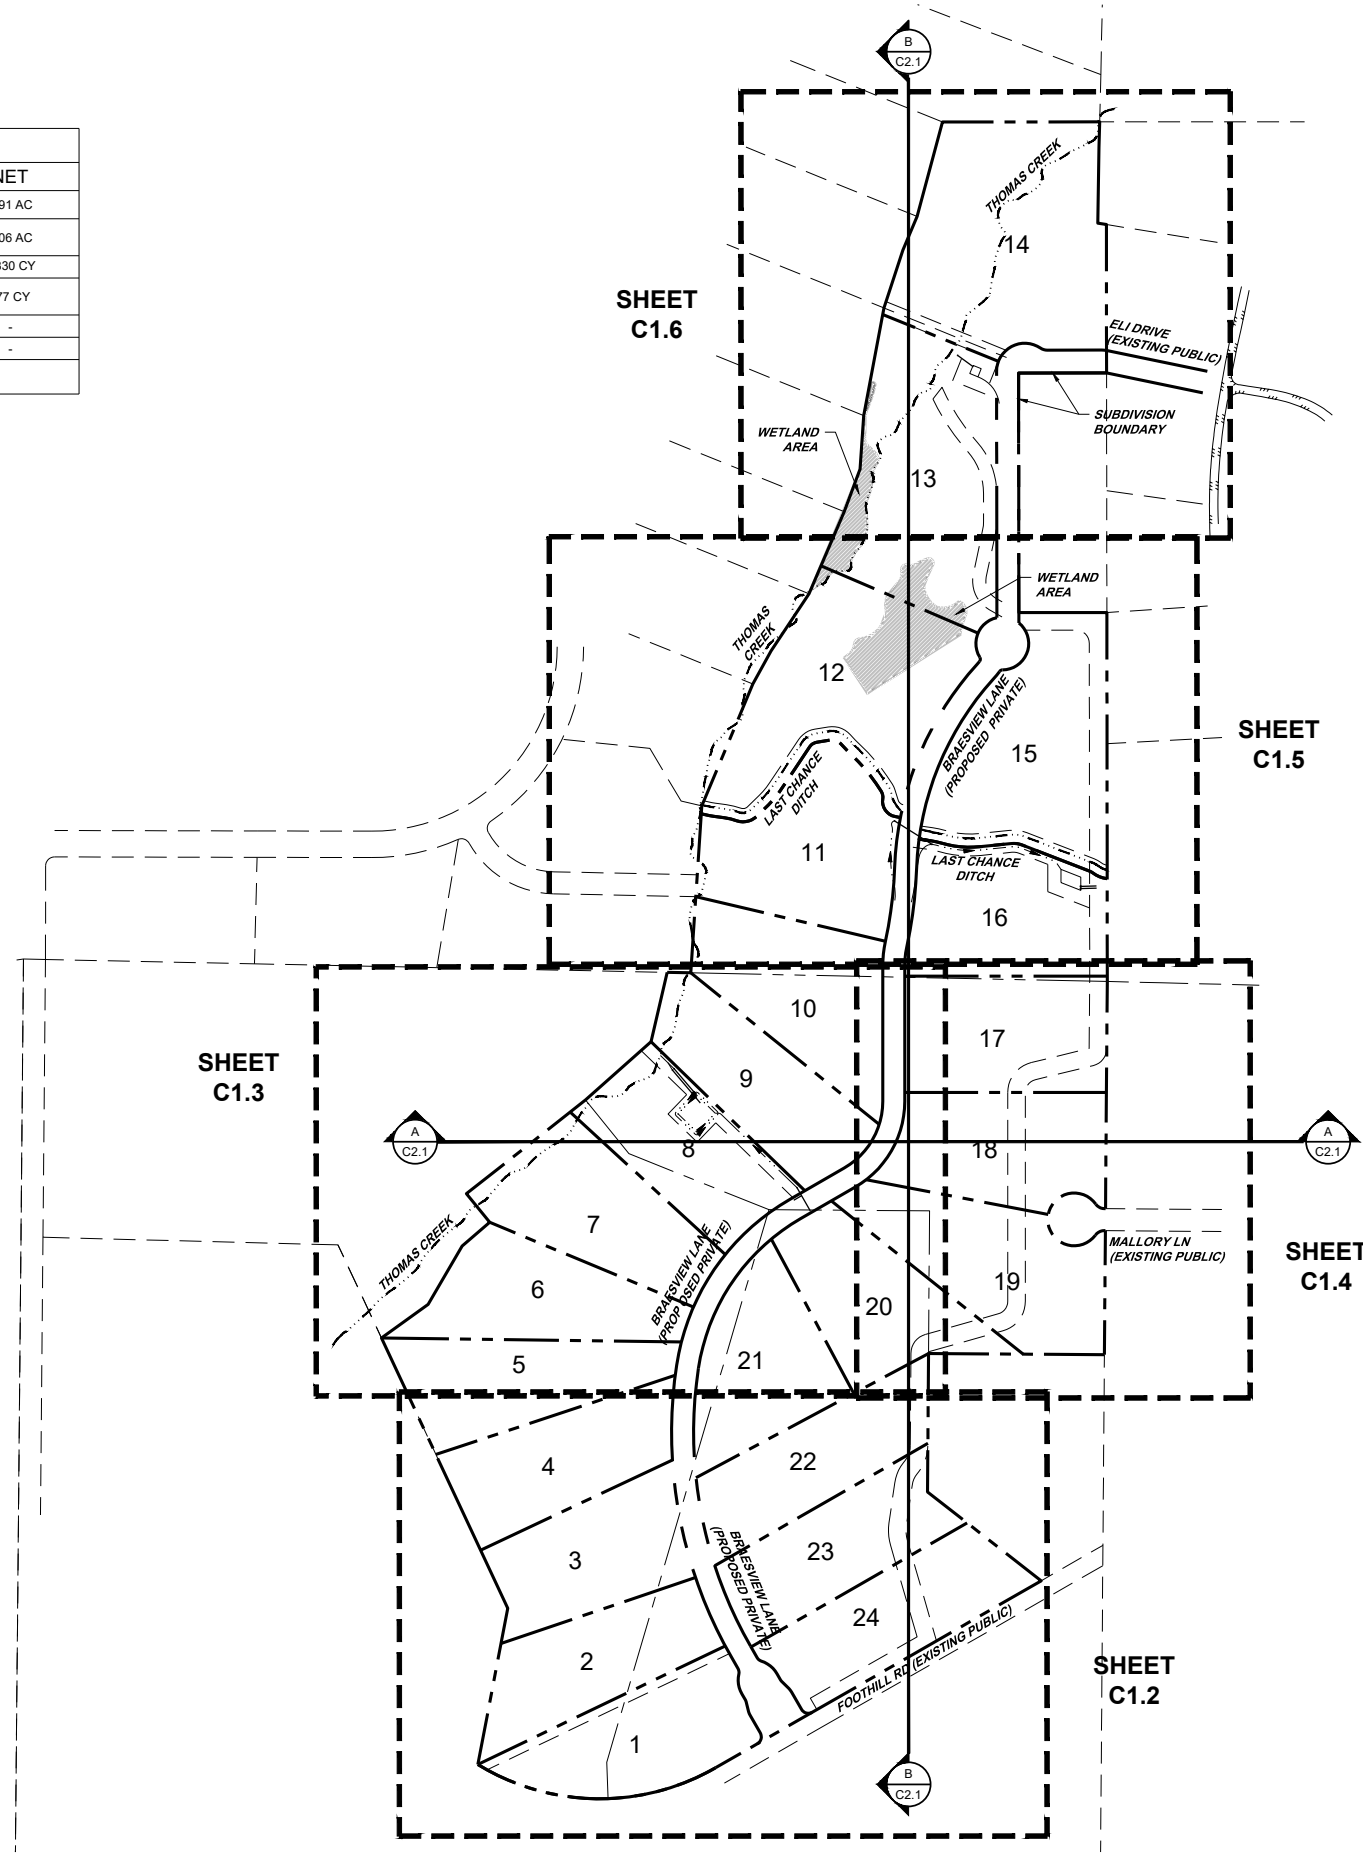 B
C2.1
NET
91 AC
06 AC
330 CY
77 CY
-
-
THOMAS CREEK
14
SHEET
C1.6
ELI DRIVE
(EXISTING PUBLIC)
SUBDIVISION
BOUNDARY
WETLAND
AREA
13
WETLAND
AREA
THOMAS
CREEK
12
BRAESVIEW LANE
(PROPOSED PRIVATE)
15
SHEET
C1.5
LAST CHANCE
DITCH
11
LAST CHANCE
DITCH
16
10
17
SHEET
C1.3
9
A
C2.1
8
18
A
C2.1
7
THOMAS CREEK
BRAESVIEW LANE
(PROPOSED PRIVATE)
MALLORY LN
(EXISTING PUBLIC)
SHEET
C1.4
6
19
20
5
21
4
22
3
23
BRAESVIEW LANE
(PROPOSED PRIVATE)
24
2
FOOTHILL RD (EXISTING PUBLIC)
SHEET
C1.2
1
B
C2.1